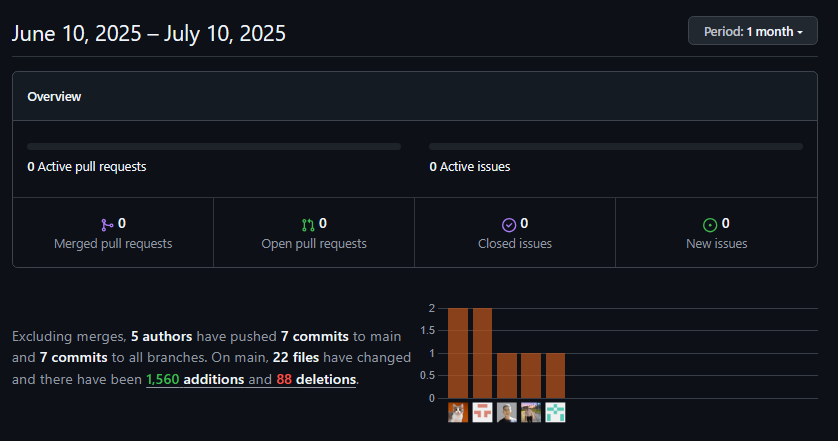 June 10, 2025 – July 10, 2025
Period: 1 month
Overview
0 Active pull requests
0 Active issues
0
Merged pull requests
0
Open pull requests
0
Closed issues
0
New issues
Excluding merges, 5 authors have pushed 7 commits to main
and 7 commits to all branches. On main, 22 files have changed
and there have been 1,560 additions and 88 deletions.
2
1.5
1
0.5
0